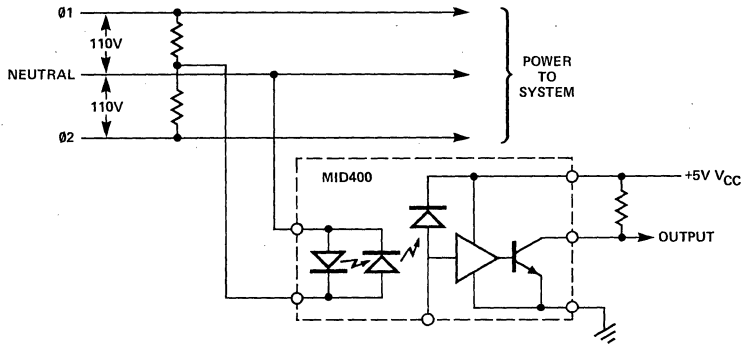 Ø1
110V
NEUTRAL
110V
Ø2
POWER
TO
SYSTEM
MID400
+5V VCC
OUTPUT